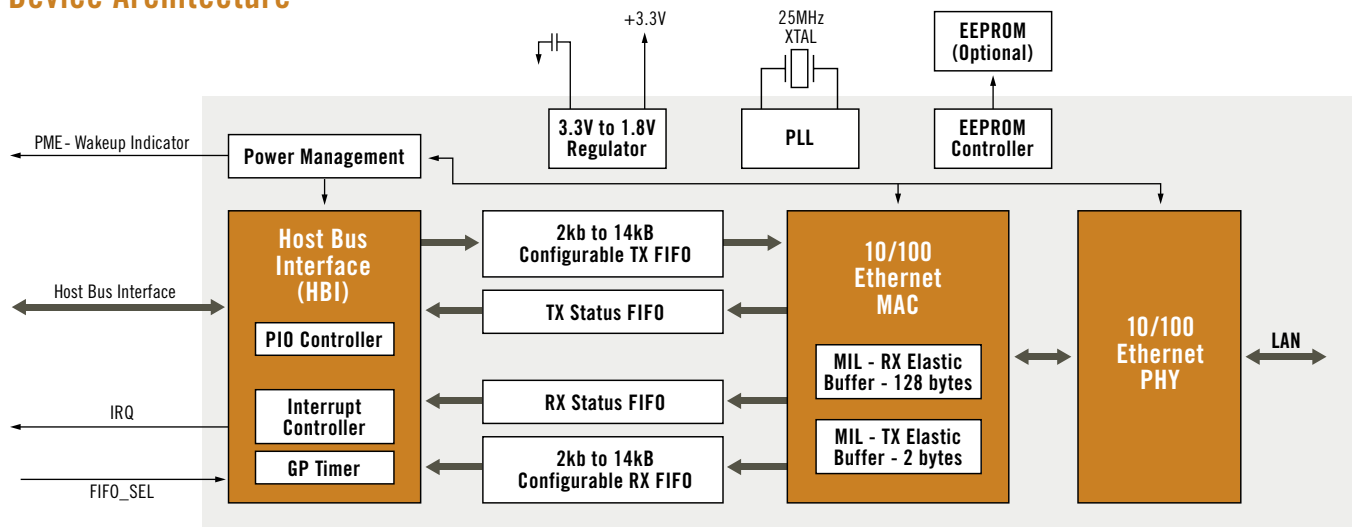 Device Architecture
+3.3V
25MHz
XTAL
EEPROM
(Optional)
3.3V to 1.8V
Regulator
PLL
EEPROM
Controller
PME - Wakeup Indicator
Power Management
Host Bus
Interface
(HBI)
2kb to 14kB
Configurable TX FIFO
10/100
Ethernet
MAC
Host Bus Interface
TX Status FIFO
PIO Controller
10/100
Ethernet
PHY
LAN
MIL - RX Elastic
Buffer - 128 bytes
RX Status FIFO
IRQ
Interrupt
Controller
MIL - TX Elastic
Buffer - 2 bytes
GP Timer
2kb to 14kB
Configurable RX FIFO
FIFO_SEL